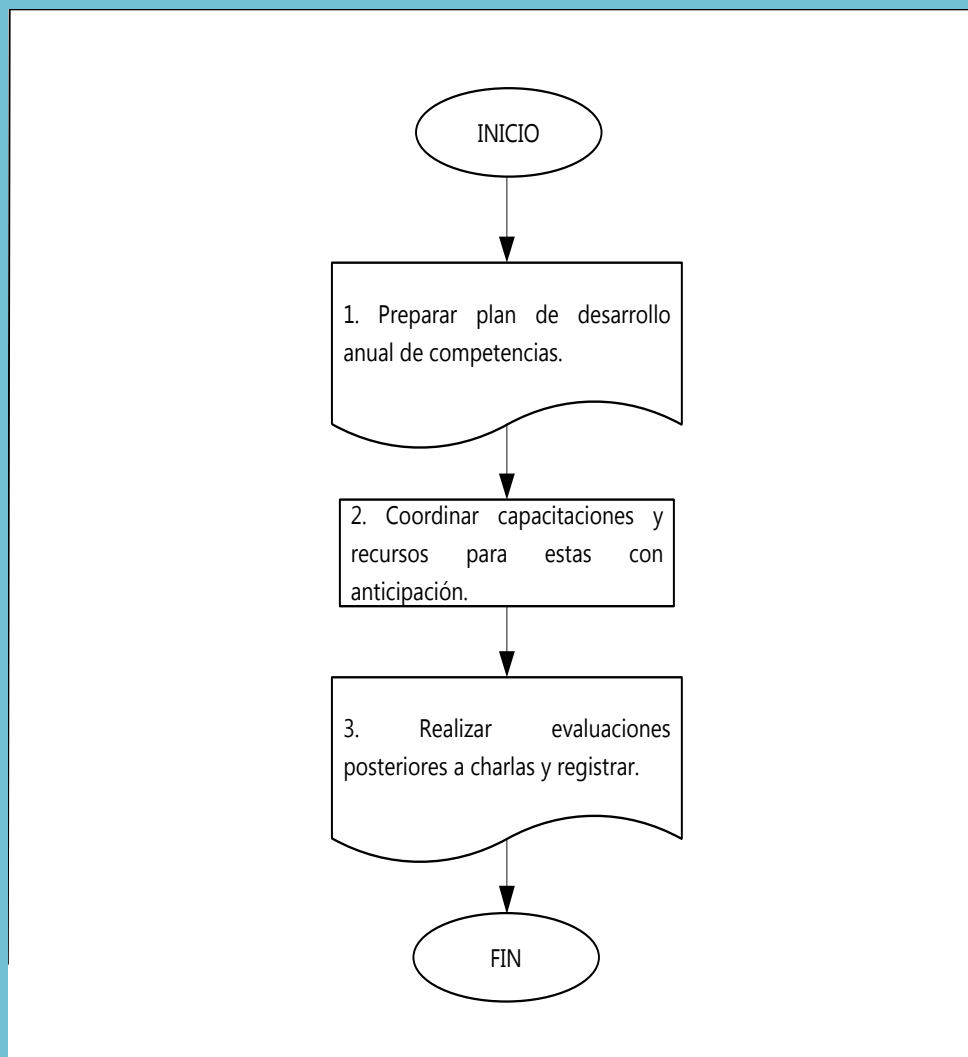 INICIO
1. Preparar plan de desarrollo
anual de competencias.
2. Coordinar capacitaciones y
recursos para estas con
anticipación.
3. Realizar evaluaciones
posteriores a charlas y registrar.
FIN